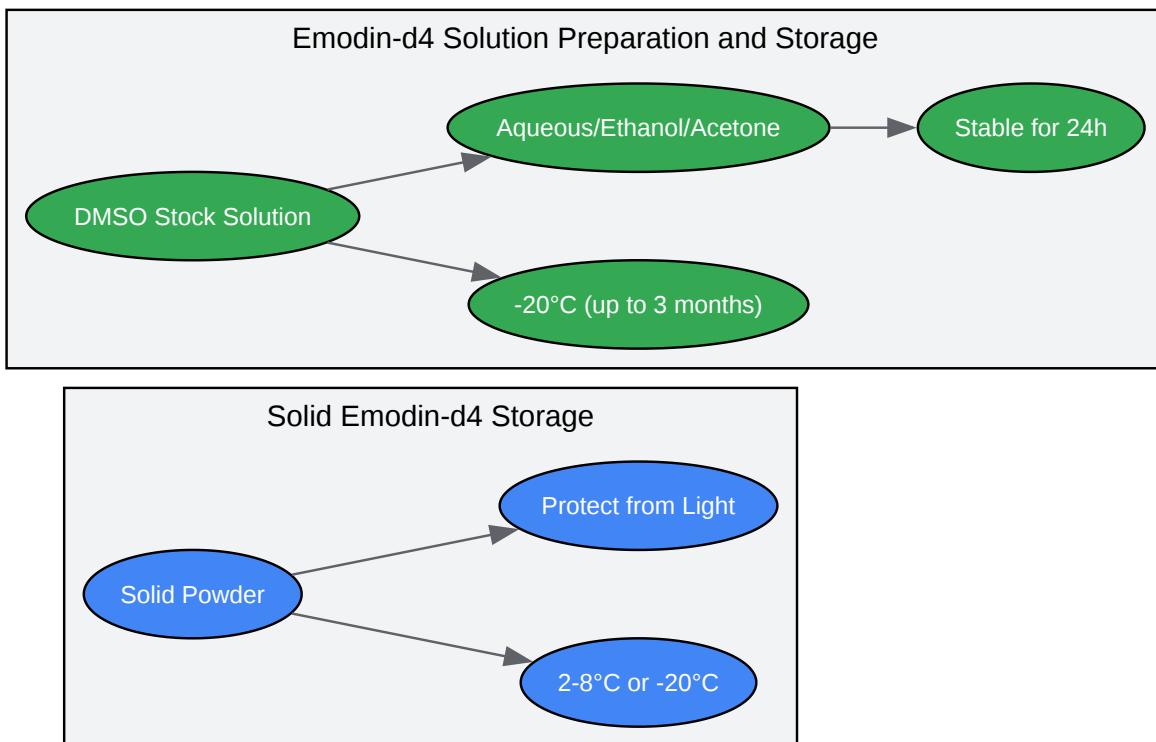 Emodin-d4 Solution Preparation and Storage
Aqueous/Ethanol/Acetone
Stable for 24h
DMSO Stock Solution
-20°C (up to 3 months)
Solid Emodin-d4 Storage
Protect from Light
Solid Powder
2-8°C or -20°C